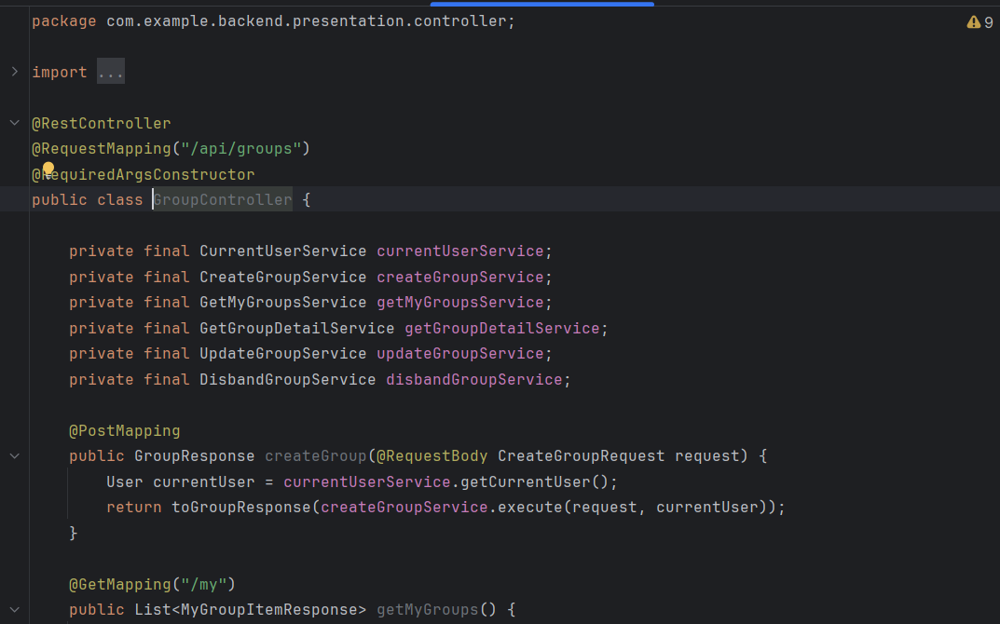 package com.example.backend.presentation.controller;
9
import ...
@RestController
@RequestMapping("/api/groups")
@RequiredArgsConstructor
public class GroupController {
private final CurrentUserService currentUserService;
private final CreateGroupService createGroupService;
private final GetMyGroupsService getMyGroupsService;
private final GetGroupDetailService getGroupDetailService;
private final UpdateGroupService updateGroupService;
private final DisbandGroupService disbandGroupService;
@PostMapping
public GroupResponse createGroup(@RequestBody CreateGroupRequest request) {
User currentUser = currentUserService.getCurrentUser();
return toGroupResponse(createGroupService.execute(request, currentUser));
}
@GetMapping("/my")
public List<MyGroupItemResponse> getMyGroups() {